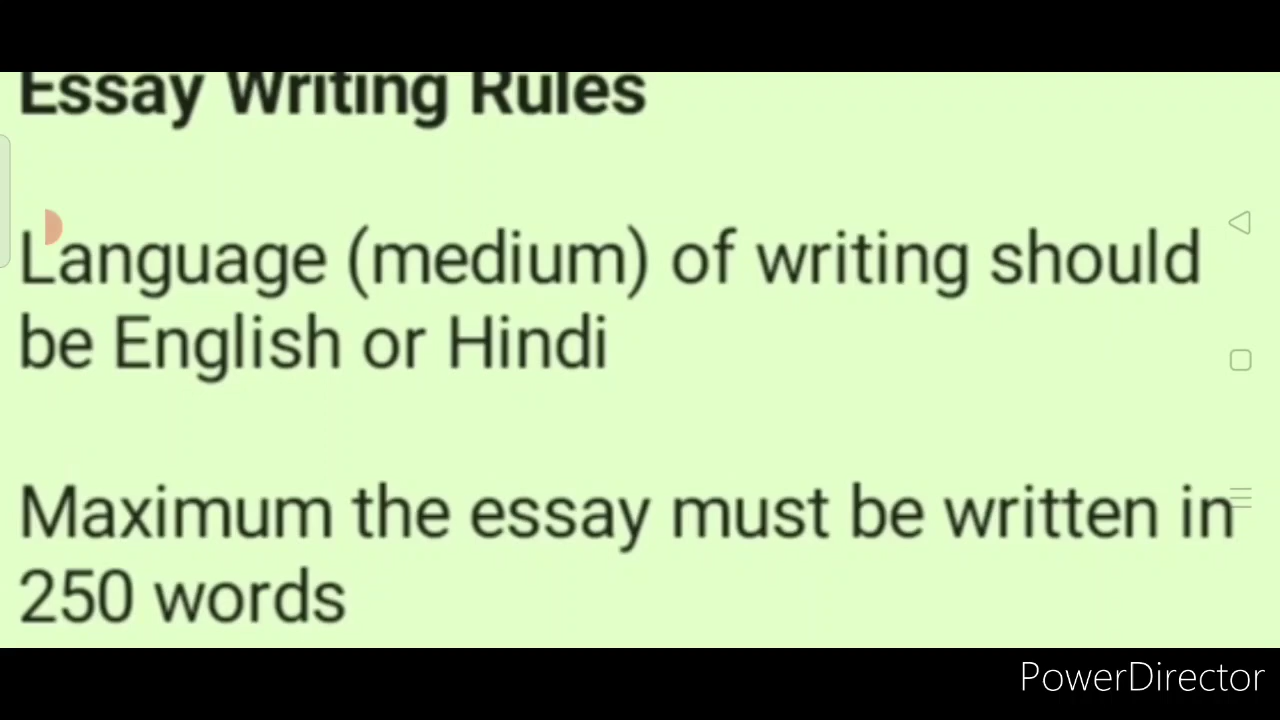 Essay Writing Rules
Language (medium) of writing should
be English or Hindi
Maximum the essay must be written in
250 words
PowerDirector